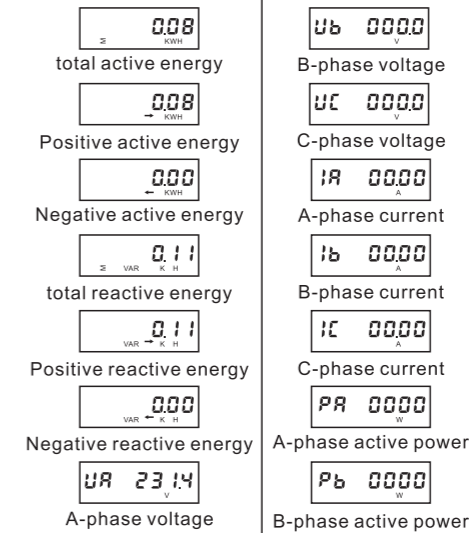 0.08
Σ KWH
total active energy
0.08
→ KWH
Positive active energy
0.00
← KWH
Negative active energy
0.11
Σ VAR K H
total reactive energy
0.11
VAR → K H
Positive reactive energy
0.00
VAR ← K H
Negative reactive energy
UA 231.4
V
A-phase voltage
Ub 000.0
V
B-phase voltage
UC 000.0
V
C-phase voltage
IA 00.00
A
A-phase current
Ib 00.00
A
B-phase current
IC 00.00
A
C-phase current
PA 0000
W
A-phase active power
Pb 0000
W
B-phase active power